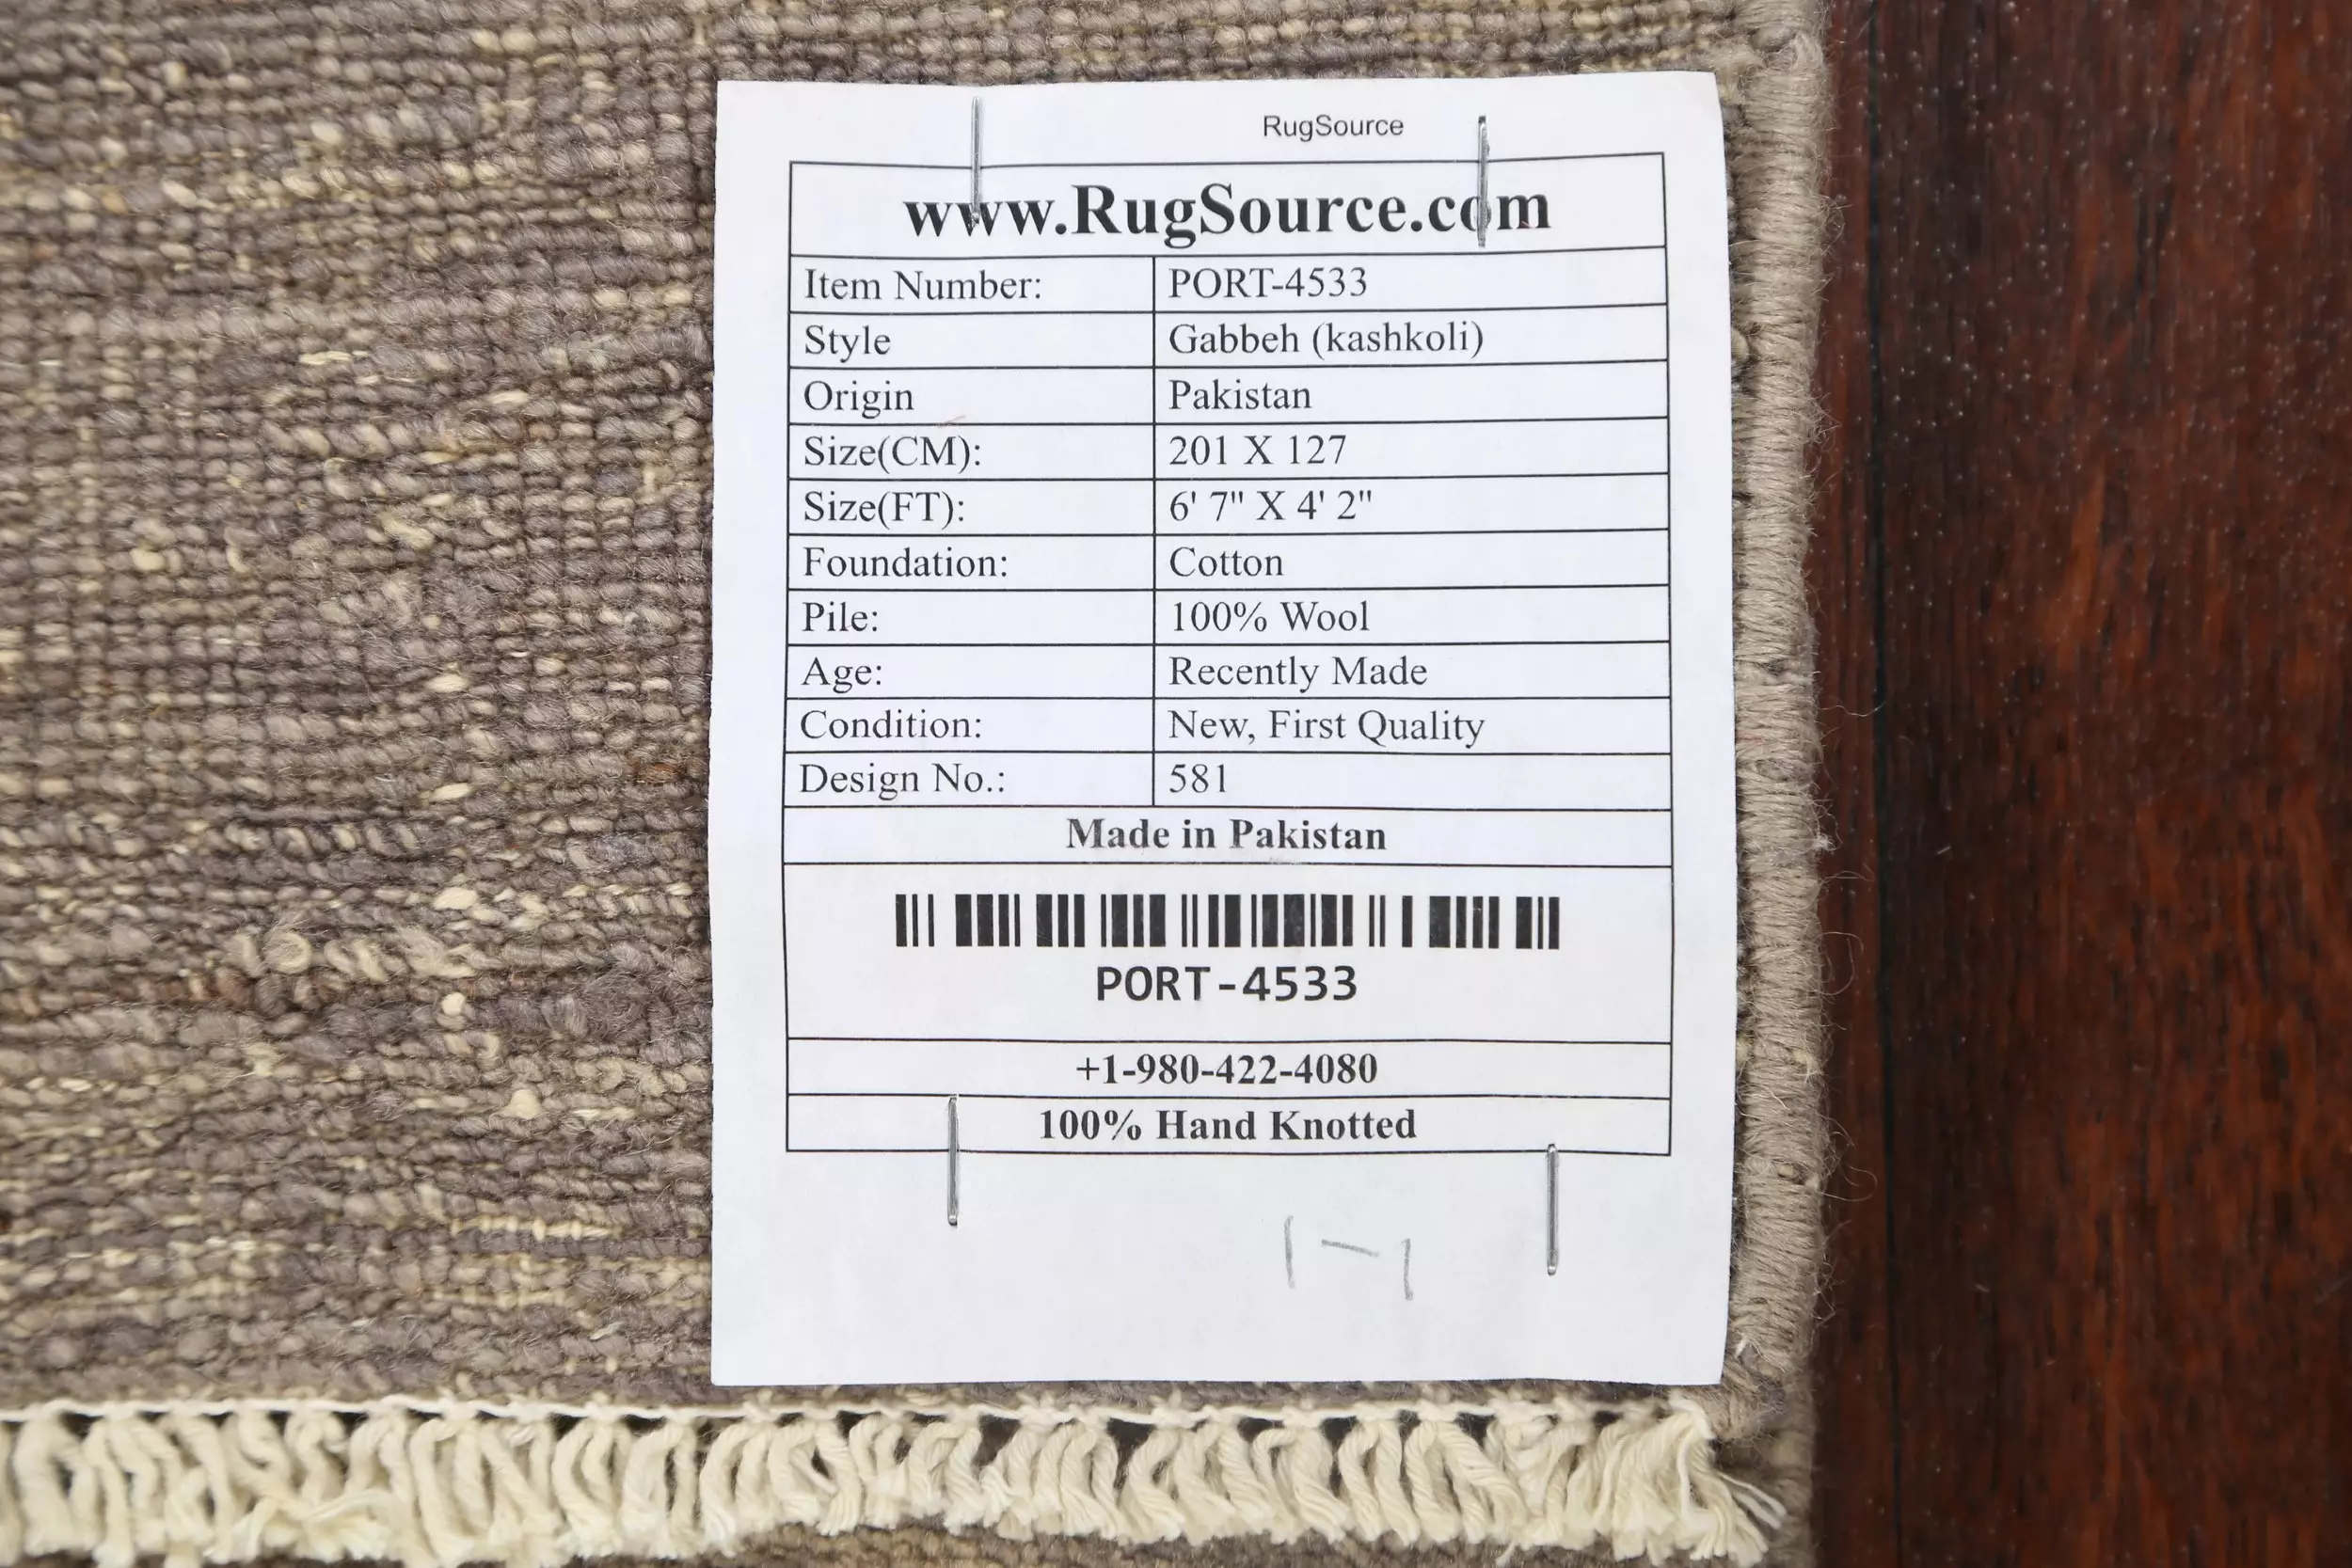 RugSource
www.RugSource.com
Item Number: PORT-4533
Style Gabbeh (kashkoli)
Origin Pakistan
Size(CM): 201 X 127
Size(FT): 6' 7" X 4' 2"
Foundation: Cotton
Pile: 100% Wool
Age: Recently Made
Condition: New, First Quality
Design No.: 581
Made in Pakistan
PORT-4533
+1-980-422-4080
100% Hand Knotted
1-1